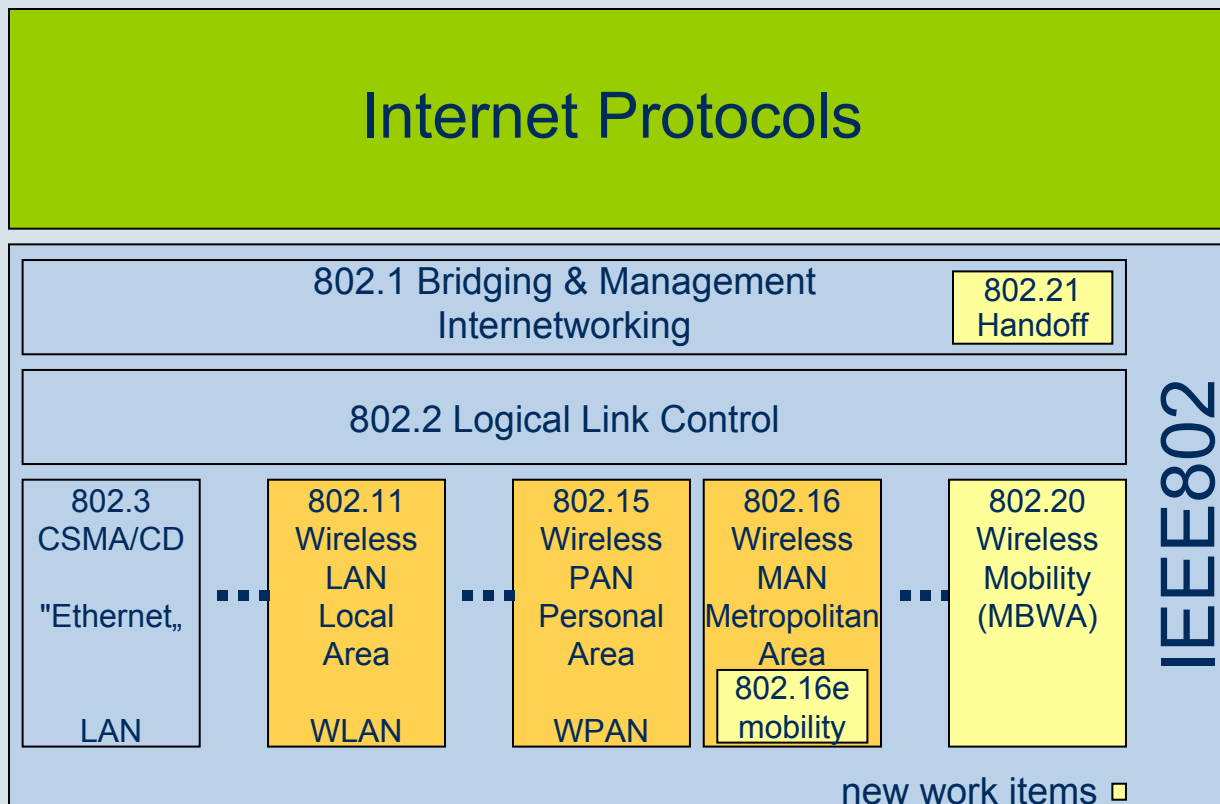 Internet Protocols
802.1 Bridging & Management
Internetworking
802.21
Handoff
802.2 Logical Link Control
802.3
CSMA/CD
"Ethernet„
LAN
802.11
Wireless
LAN
Local
Area
WLAN
802.15
Wireless
PAN
Personal
Area
WPAN
802.16
Wireless
MAN
Metropolitan
Area
802.16e
mobility
802.20
Wireless
Mobility
(MBWA)
IEEE802
new work items